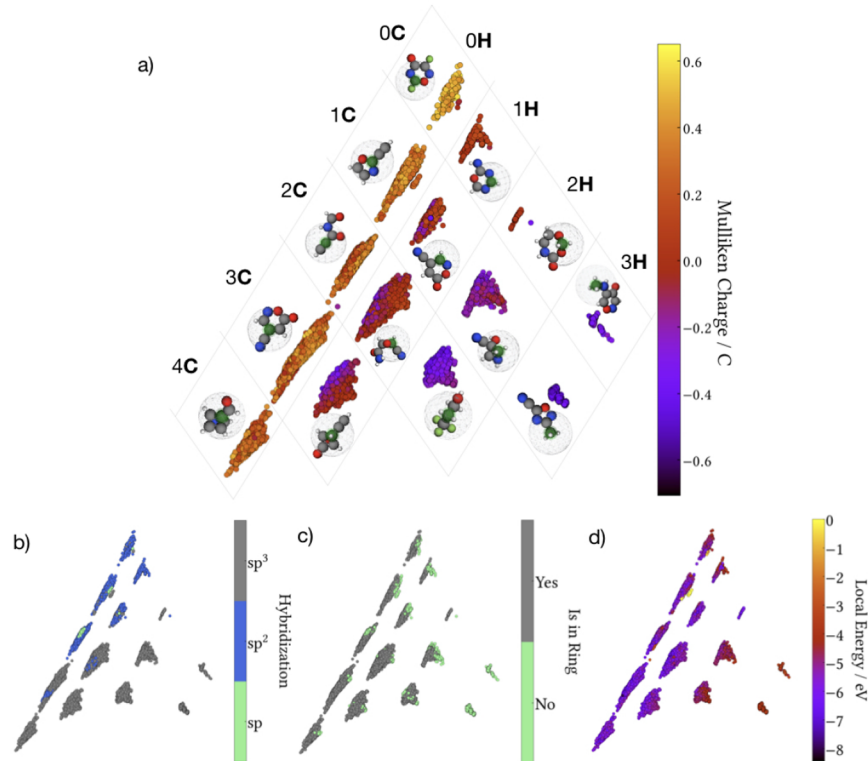 a)
0C
0H
1C
1H
2C
2H
3C
3H
4C
0.6
0.4
0.2
0.0
−0.2
−0.4
−0.6
Mulliken Charge / C
b)
sp³
sp²
sp
Hybridization
c)
Yes
No
Is in Ring
d)
0
−1
−2
−3
−4
−5
−6
−7
−8
Local Energy / eV